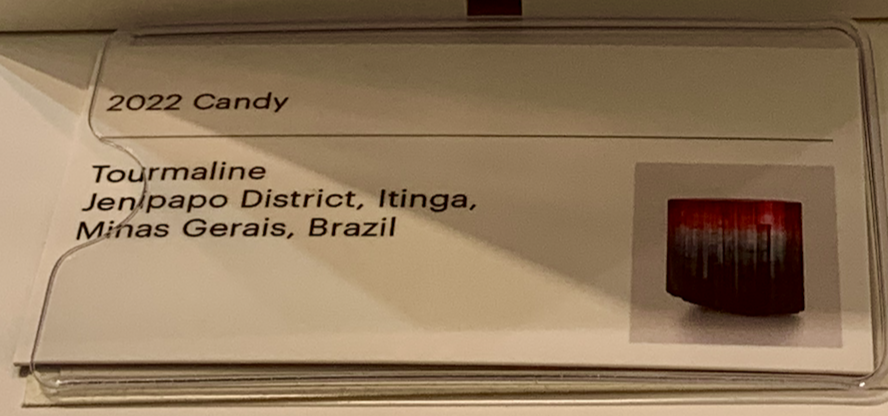 2022 Candy
Tourmaline
Jenipapo District, Itinga,
Minas Gerais, Brazil